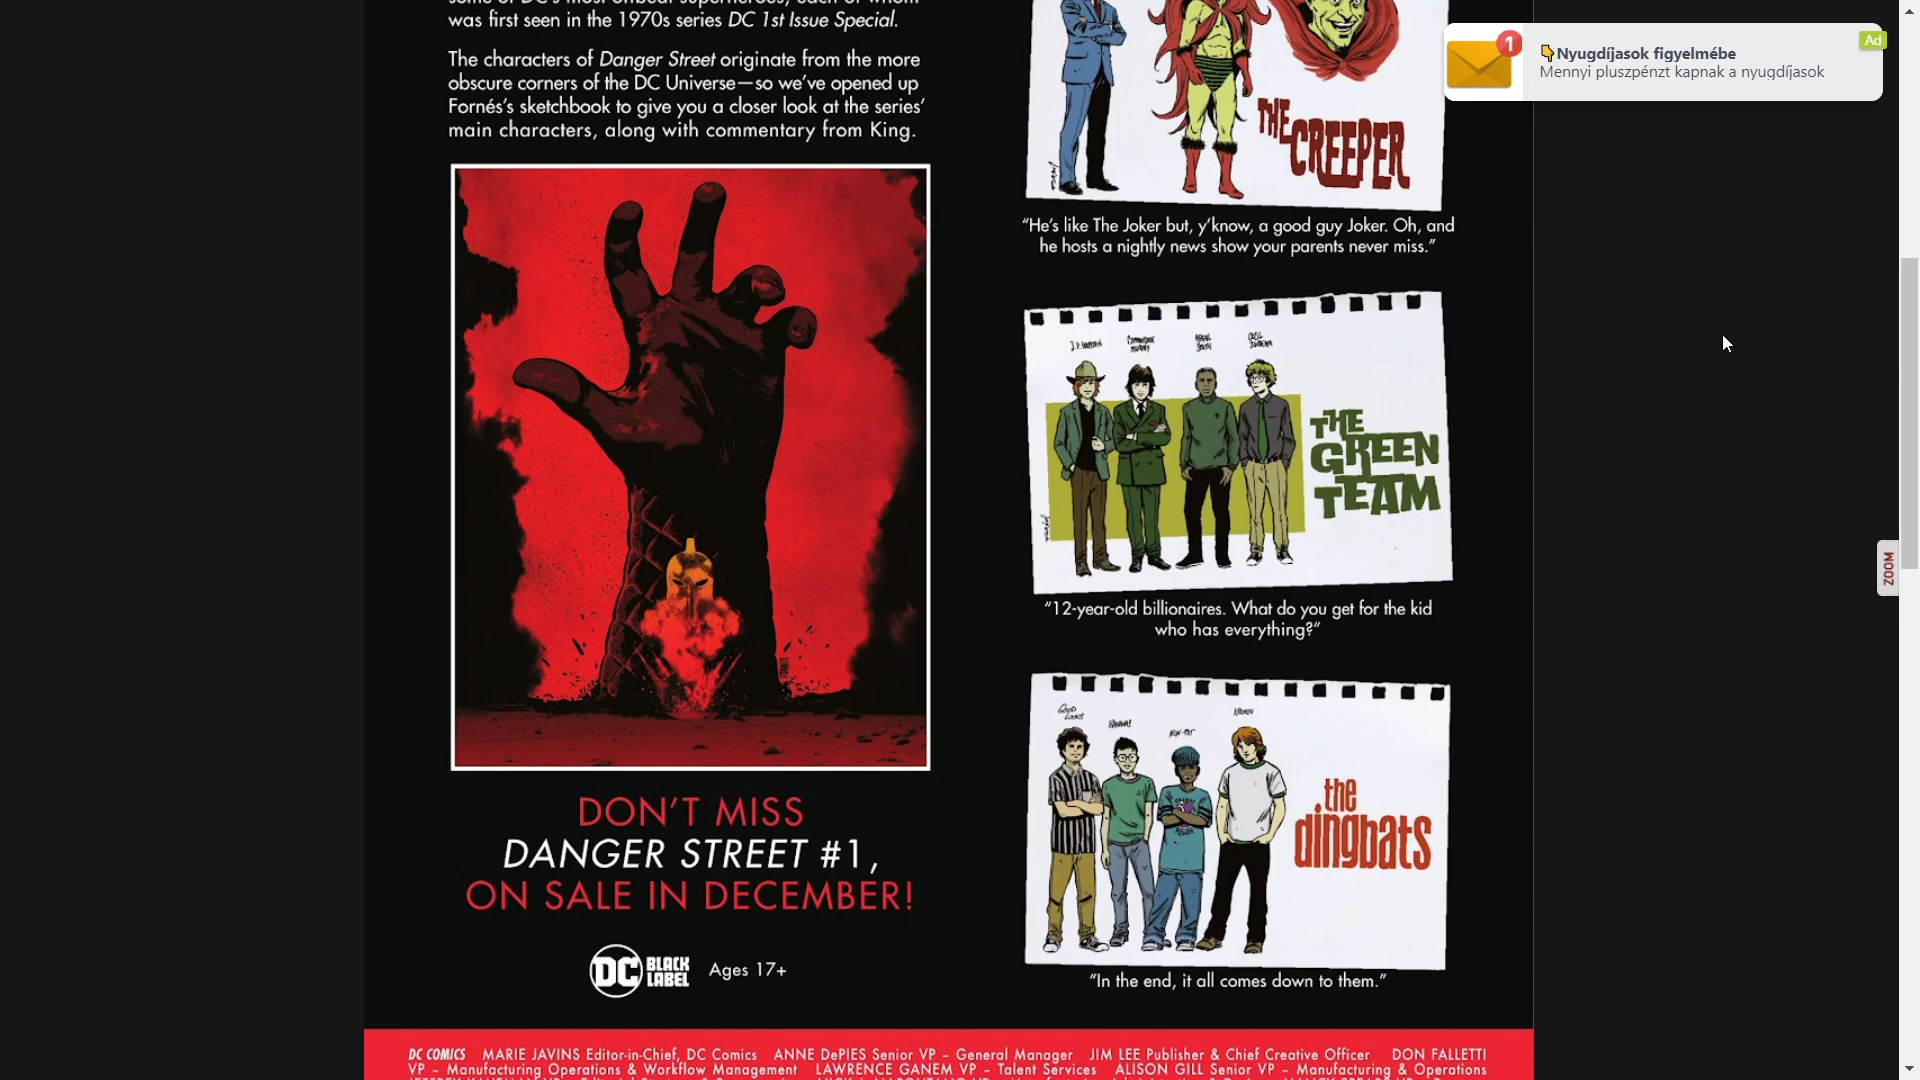 was first seen in the 1970s series DC 1st Issue Special.
The characters of Danger Street originate from the more
obscure corners of the DC Universe—so we've opened up
Fornés's sketchbook to give you a closer look at the series'
main characters, along with commentary from King.
DON'T MISS
DANGER STREET #1,
ON SALE IN DECEMBER!
DC BLACK
LABEL
Ages 17+
THE
CREEPER
"He's like The Joker but, y'know, a good guy Joker. Oh, and
he hosts a nightly news show your parents never miss."
THE
GREEN
TEAM
"12-year-old billionaires. What do you get for the kid
who has everything?"
Good
Looks
the
dingbats
"In the end, it all comes down to them."
DC COMICS MARIE JAVINS Editor-in-Chief, DC Comics ANNE DePIES Senior VP – General Manager JIM LEE Publisher & Chief Creative Officer DON FALLETTI
VP – Manufacturing Operations & Workflow Management LAWRENCE GANEM VP – Talent Services ALISON GILL Senior VP – Manufacturing & Operations
1
👇Nyugdíjasok figyelmébe
Mennyi pluszpénzt kapnak a nyugdíjasok
Ad
ZOOM